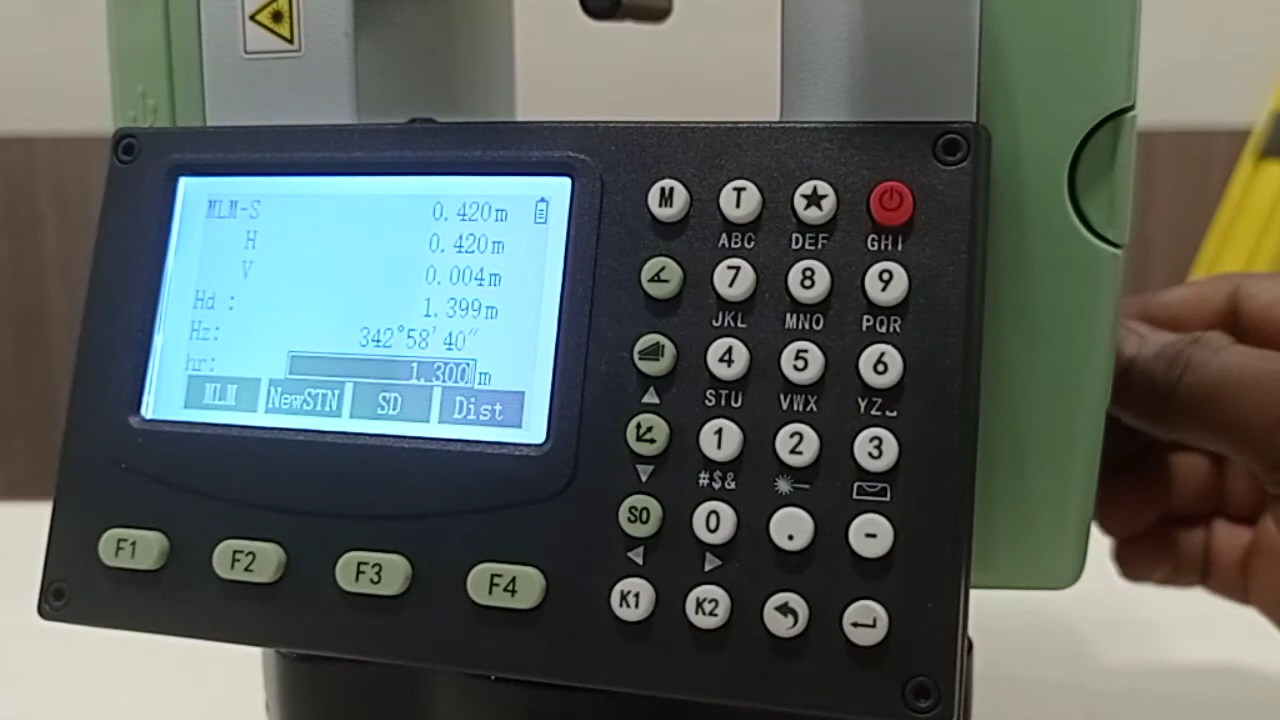 MLM-S 0.420m
H 0.420m
V 0.004m
Hd : 1.399m
Hz: 342°58'40"
hr: 1.300 m
MLM NewSTN SD Dist
M T ★
ABC DEF GHI
7 8 9
JKL MNO PQR
4 5 6
STU VWX YZ
1 2 3
#$&
SO 0 . -
K1 K2
F1 F2 F3 F4